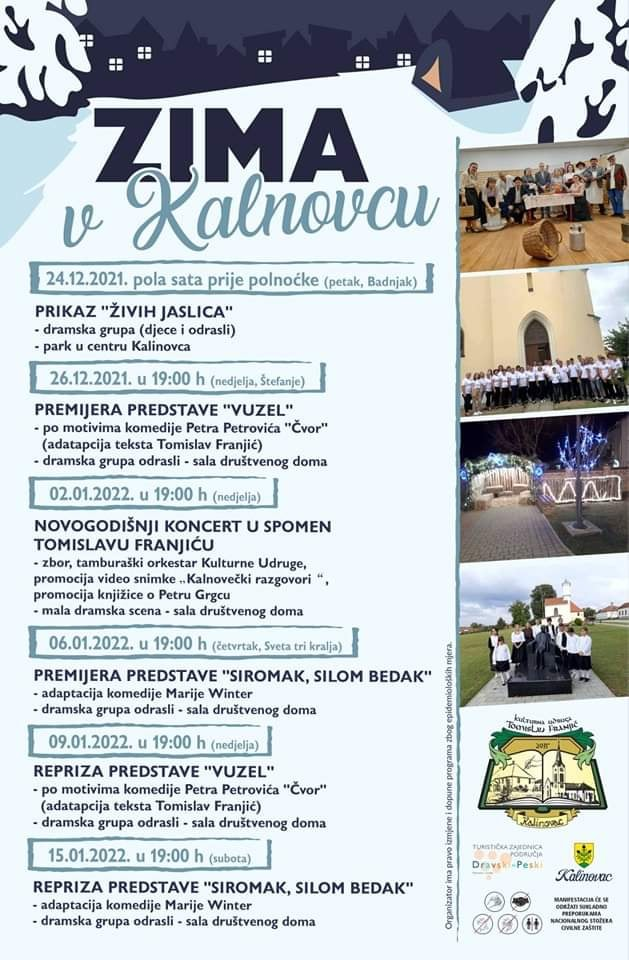 ZIMA
v Kalnovcu
24.12.2021. pola sata prije polnoćke (petak, Badnjak)
PRIKAZ "ŽIVIH JASLICA"
- dramska grupa (djece i odrasli)
- park u centru Kalinovca
26.12.2021. u 19:00 h (nedjelja, Štefanje)
PREMIJERA PREDSTAVE "VUZEL"
- po motivima komedije Petra Petrovića "Čvor"
(adatapcija teksta Tomislav Franjić)
- dramska grupa odrasli - sala društvenog doma
02.01.2022. u 19:00 h (nedjelja)
NOVOGODIŠNJI KONCERT U SPOMEN
TOMISLAVU FRANJIĆU
- zbor, tamburaški orkestar Kulturne Udruge,
promocija video snimke „Kalnovečki razgovori “,
promocija knjižice o Petru Grgcu
- mala dramska scena - sala društvenog doma
06.01.2022. u 19:00 h (četvrtak, Sveta tri kralja)
PREMIJERA PREDSTAVE "SIROMAK, SILOM BEDAK"
- adaptacija komedije Marije Winter
- dramska grupa odrasli - sala društvenog doma
09.01.2022. u 19:00 h (nedjelja)
REPRIZA PREDSTAVE "VUZEL"
- po motivima komedije Petra Petrovića "Čvor"
(adatapcija teksta Tomislav Franjić)
- dramska grupa odrasli - sala društvenog doma
15.01.2022. u 19:00 h (subota)
REPRIZA PREDSTAVE "SIROMAK, SILOM BEDAK"
- adaptacija komedije Marije Winter
- dramska grupa odrasli - sala društvenog doma
Organizator ima pravo izmjene i dopune programa zbog epidemioloških mjera.
KULTURNA UDRUGA
TOMISLAV FRANJIĆ
Kalinovac
TURISTIČKA ZAJEDNICA
PODRUČJA
Dravski Peski
Kalinovac
MANIFESTACIJA ĆE SE
ODRŽATI SUKLADNO
PREPORUKAMA
NACIONALNOG STOŽERA
CIVILNE ZAŠTITE